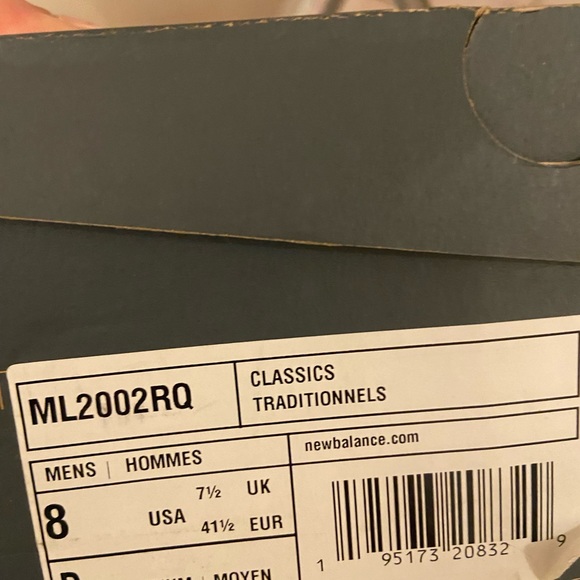 ML2002RQ
CLASSICS
TRADITIONNELS
MENS | HOMMES
newbalance.com
8 USA
7½ UK
41½ EUR
MOYEN
1 95173 20832 9